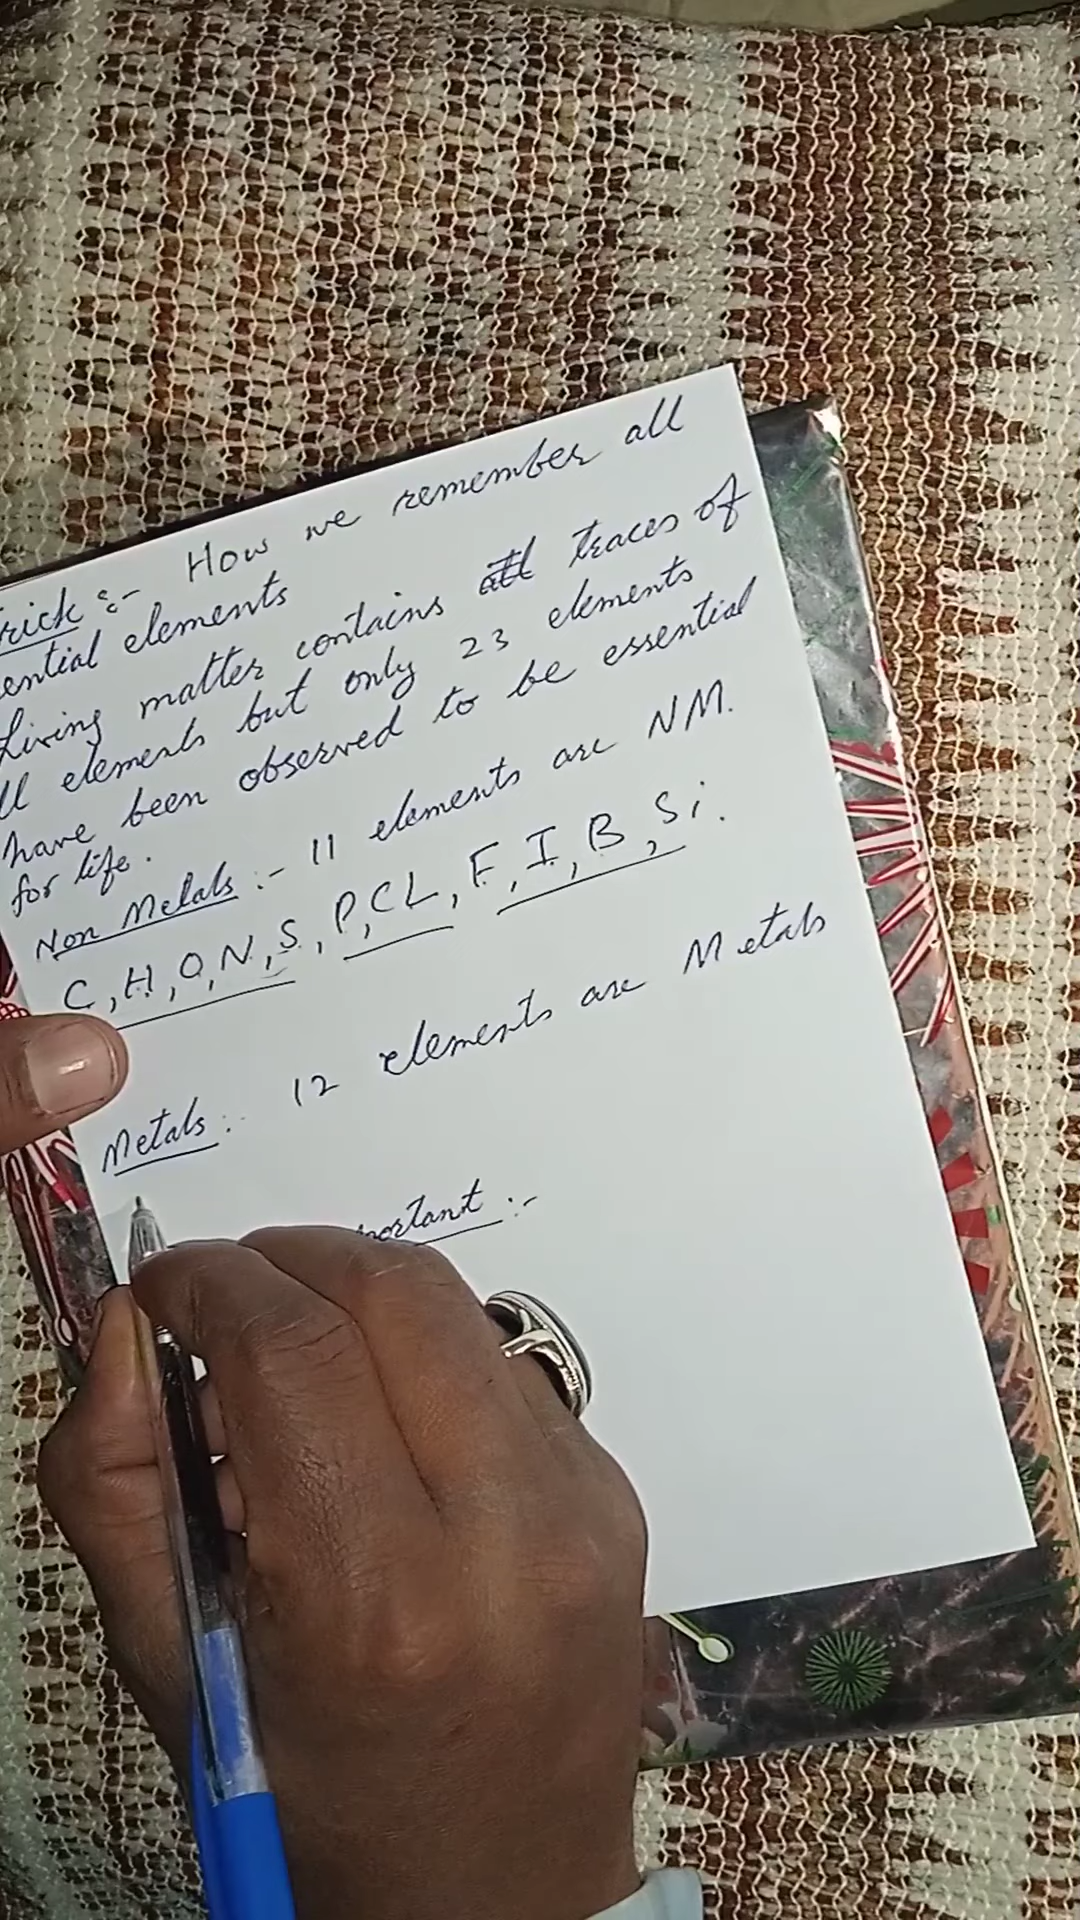 rick :- How we remember all
ential elements
Living matter contains traces of
ll elements but only 23 elements
have been observed to be essential
for life.
Non Metals :- 11 elements are NM.
C, H, O, N, S, P, CL, F, I, B, Si.
Metals :- 12 elements are Metals
portant :-